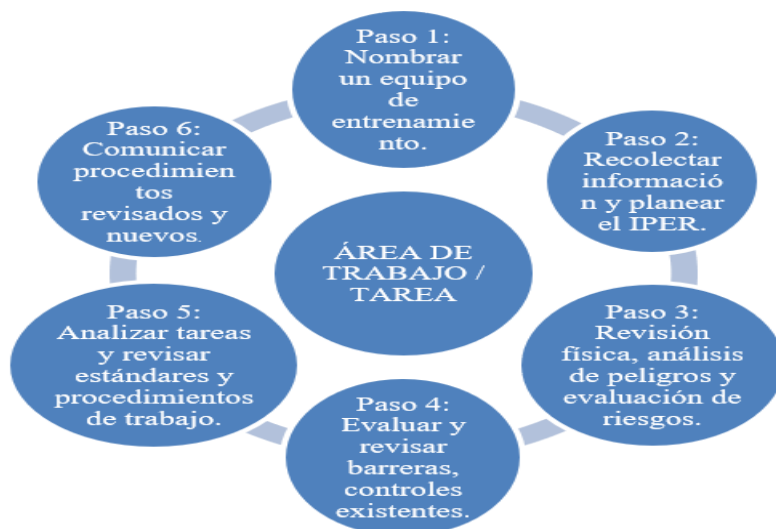 Paso 1:
Nombrar
un equipo
de
entrenamie
nto.
Paso 2:
Recolectar
informació
n y planear
el IPER.
Paso 3:
Revisión
física, análisis
de peligros y
evaluación de
riesgos.
Paso 4:
Evaluar y
revisar
barreras,
controles
existentes.
Paso 5:
Analizar tareas
y revisar
estándares y
procedimientos
de trabajo.
Paso 6:
Comunicar
procedimien
tos
revisados y
nuevos.
ÁREA DE
TRABAJO /
TAREA